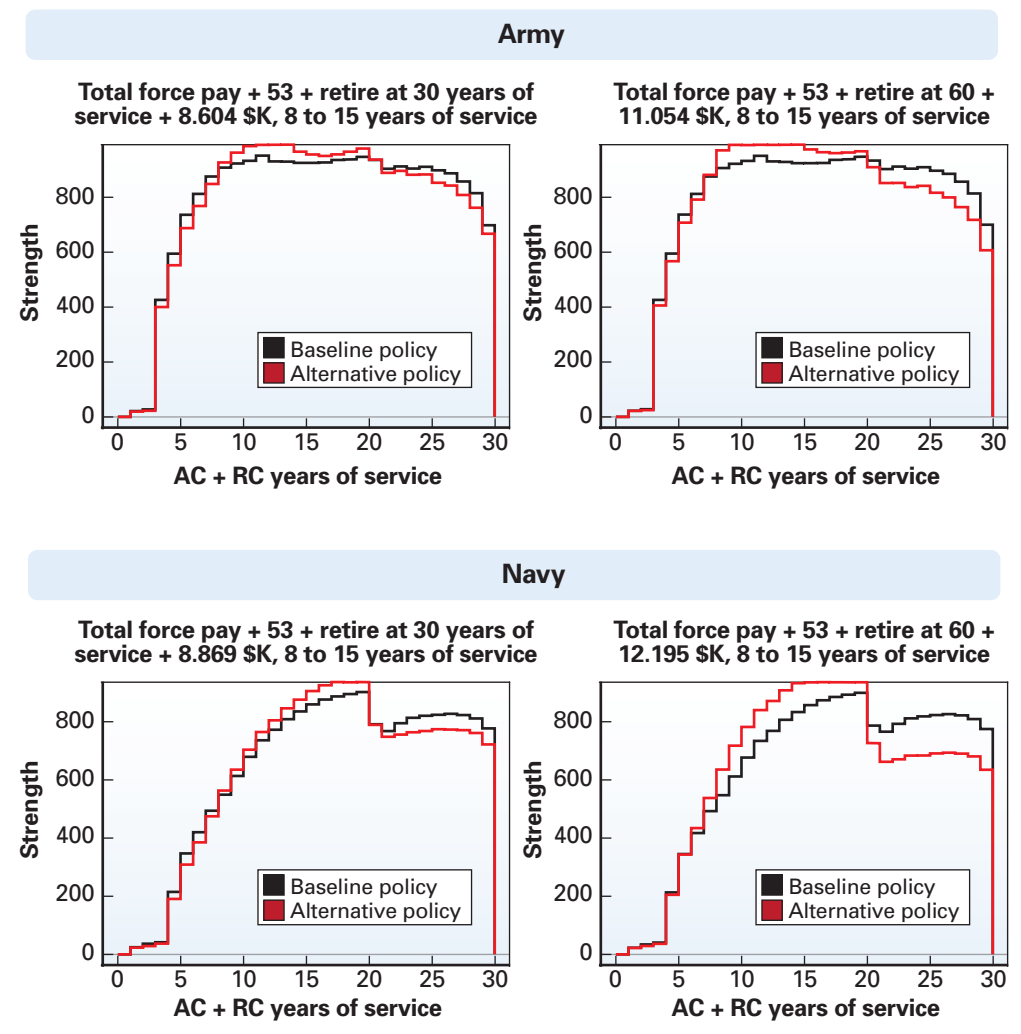 Army
Total force pay + 53 + retire at 30 years of
service + 8.604 $K, 8 to 15 years of service
Strength
800
600
400
200
0
Baseline policy
Alternative policy
0 5 10 15 20 25 30
AC + RC years of service
Total force pay + 53 + retire at 60 +
11.054 $K, 8 to 15 years of service
Strength
800
600
400
200
0
Baseline policy
Alternative policy
0 5 10 15 20 25 30
AC + RC years of service
Navy
Total force pay + 53 + retire at 30 years of
service + 8.869 $K, 8 to 15 years of service
Strength
800
600
400
200
0
Baseline policy
Alternative policy
0 5 10 15 20 25 30
AC + RC years of service
Total force pay + 53 + retire at 60 +
12.195 $K, 8 to 15 years of service
Strength
800
600
400
200
0
Baseline policy
Alternative policy
0 5 10 15 20 25 30
AC + RC years of service